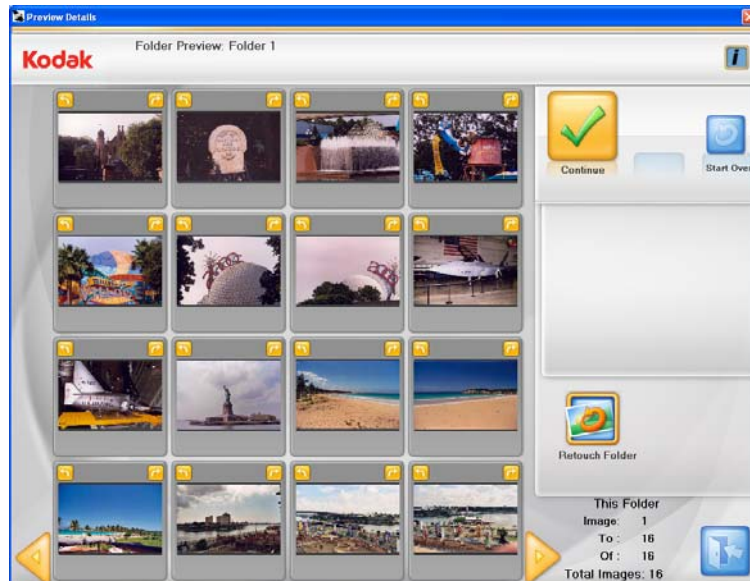 Preview Details
Kodak
Folder Preview: Folder 1
i
Continue
Start Over
Retouch Folder
This Folder
Image: 1
To : 16
Of : 16
Total Images: 16